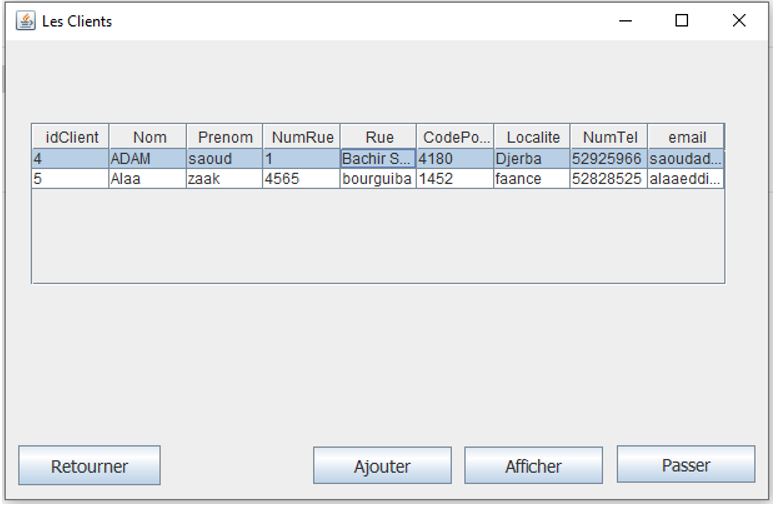 Les Clients
idClient Nom Prenom NumRue Rue CodePo... Localite NumTel email
4 ADAM saoud 1 Bachir S... 4180 Djerba 52925966 saoudad...
5 Alaa zaak 4565 bourguiba 1452 faance 52828525 alaaeddi...
Retourner Ajouter Afficher Passer